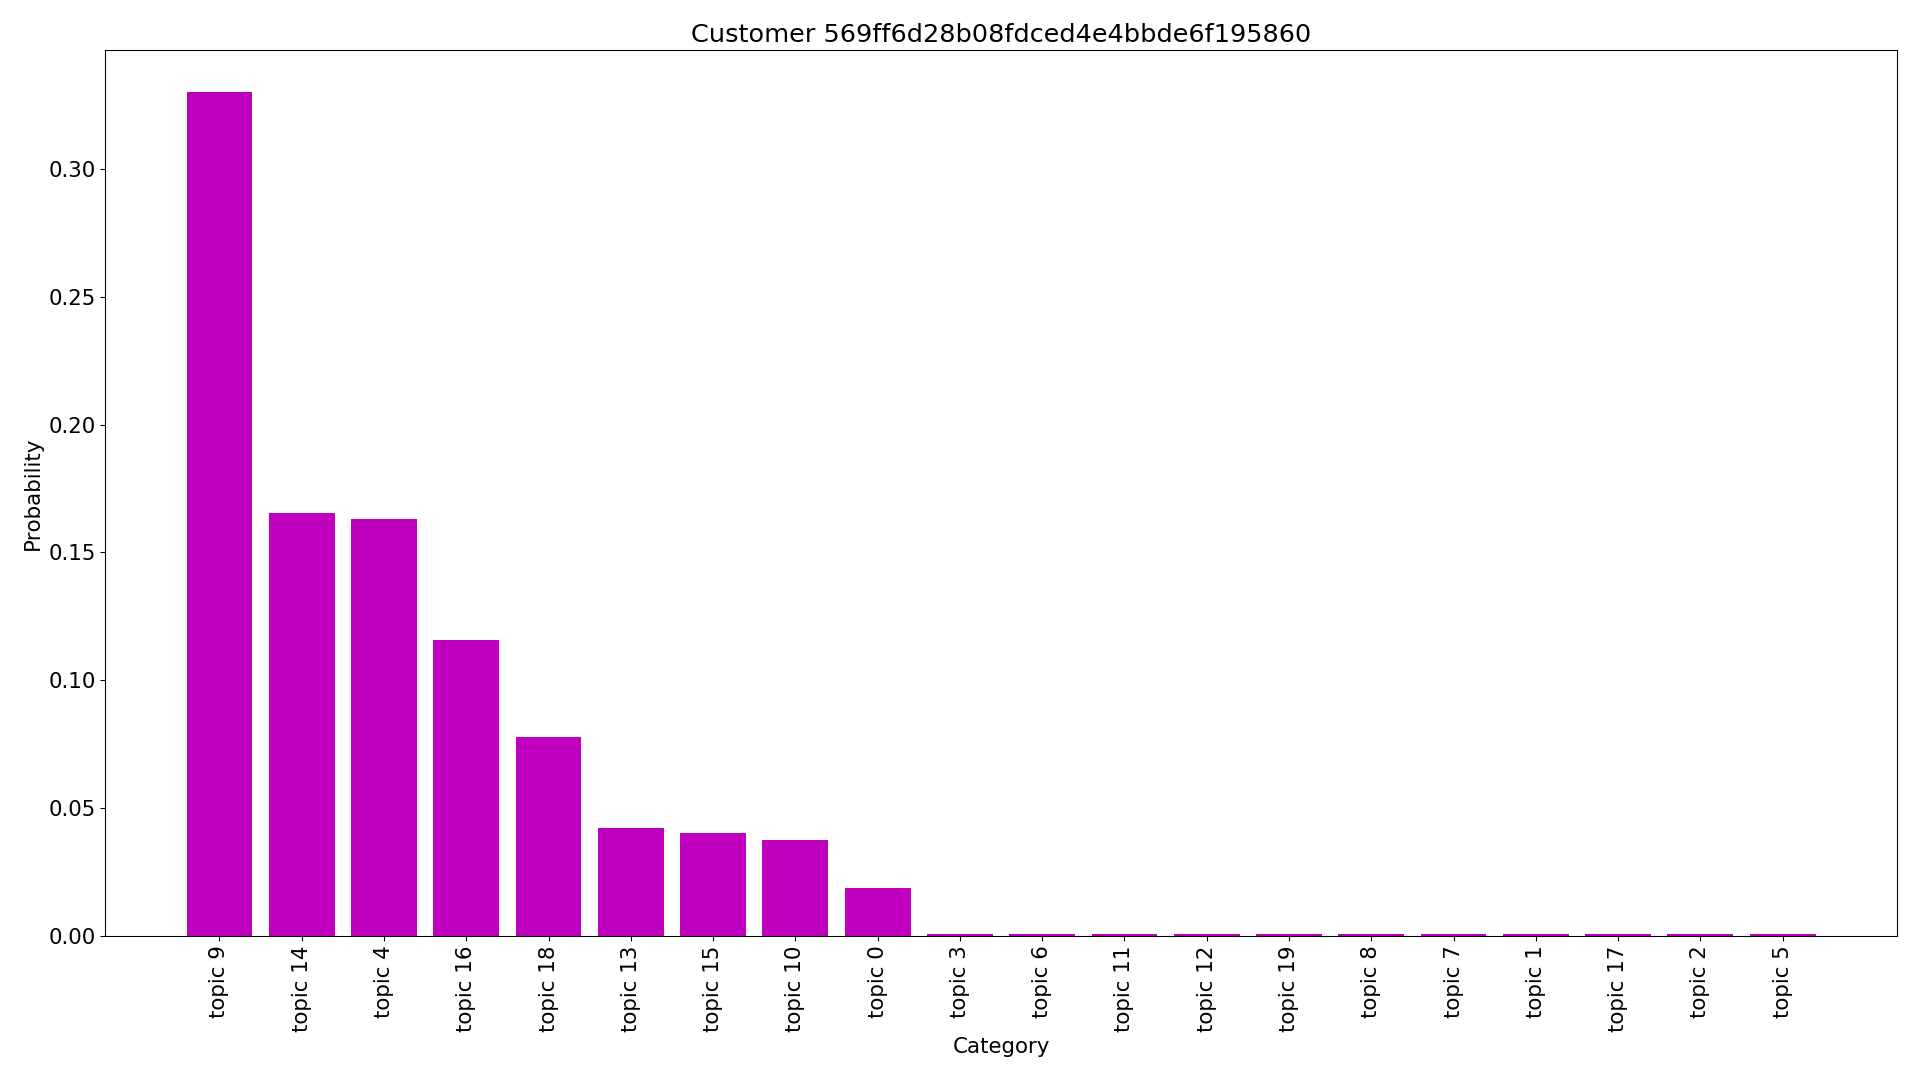 Customer 569ff6d28b08fdced4e4bbde6f195860
Probability
0.30
0.25
0.20
0.15
0.10
0.05
0.00
topic 9
topic 14
topic 4
topic 16
topic 18
topic 13
topic 15
topic 10
topic 0
topic 3
topic 6
topic 11
topic 12
topic 19
topic 8
topic 7
topic 1
topic 17
topic 2
topic 5
Category